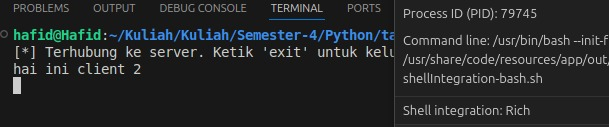 PROBLEMS OUTPUT DEBUG CONSOLE TERMINAL PORTS
hafid@Hafid:~/Kuliah/Kuliah/Semester-4/Python/ta
[*] Terhubung ke server. Ketik 'exit' untuk kelu
hai ini client 2
Process ID (PID): 79745
Command line: /usr/bin/bash --init-f
/usr/share/code/resources/app/out/
shellIntegration-bash.sh
Shell integration: Rich